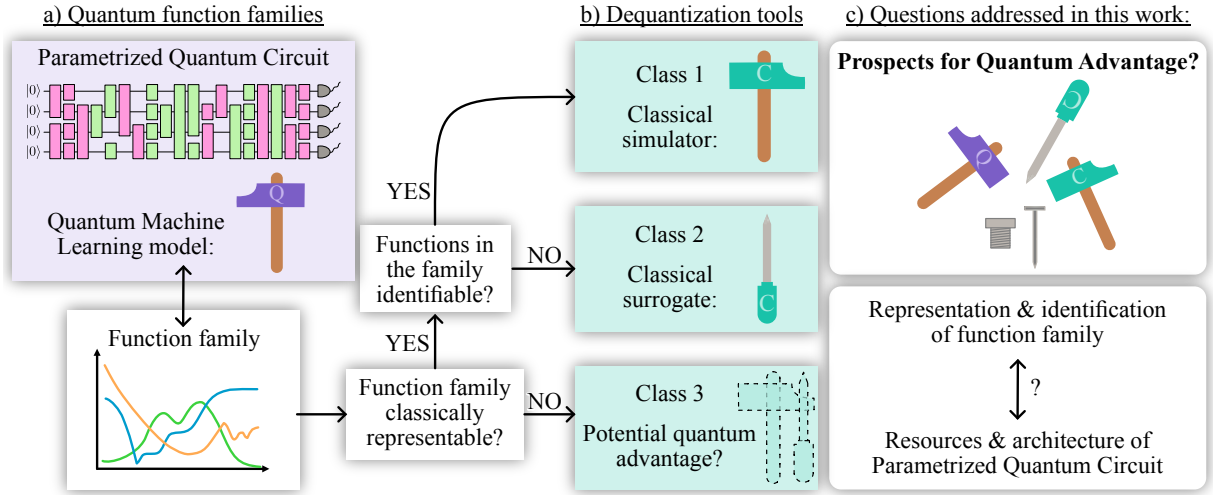 a) Quantum function families
Parametrized Quantum Circuit
|0⟩
|0⟩
|0⟩
|0⟩
Q
Quantum Machine
Learning model:
Function family
Function family
classically
representable?
YES
NO
Functions in
the family
identifiable?
YES
NO
b) Dequantization tools
Class 1
Classical
simulator:
C
Class 2
Classical
surrogate:
C
Class 3
Potential quantum
advantage?
c) Questions addressed in this work:
Prospects for Quantum Advantage?
C
Q
C
Representation & identification
of function family
?
Resources & architecture of
Parametrized Quantum Circuit